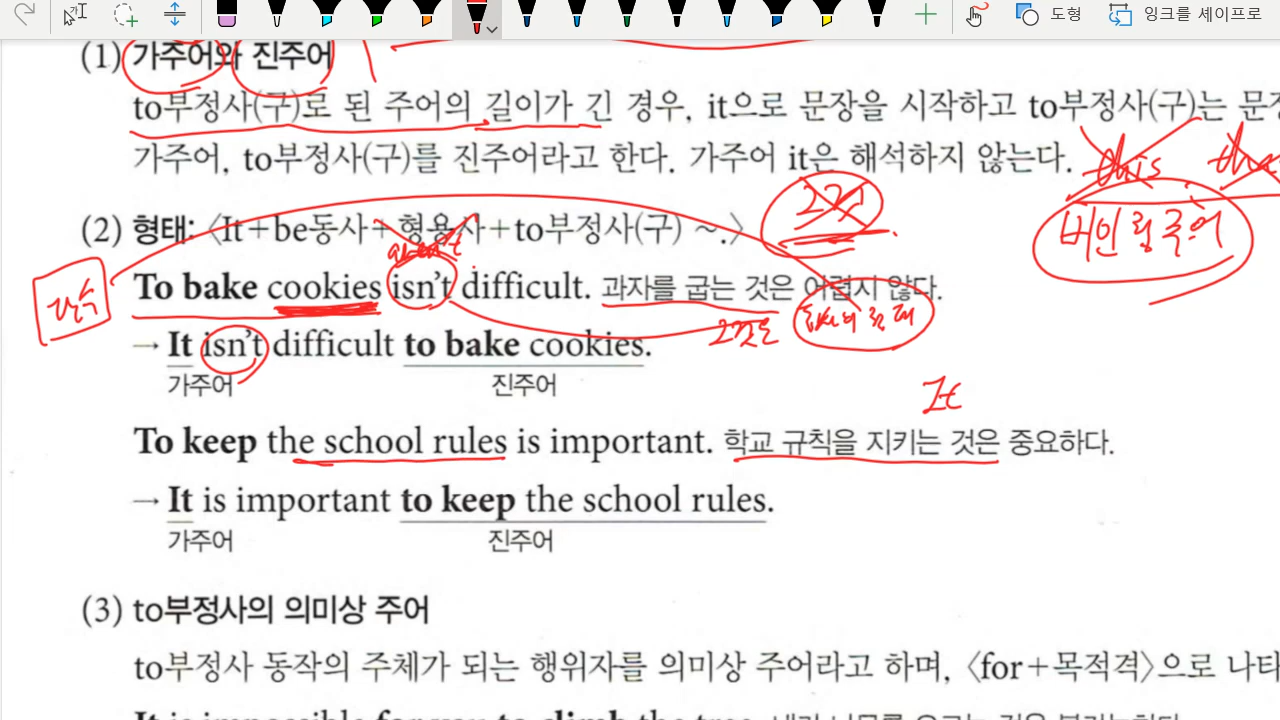 도형
잉크를 셰이프로
(1) 가주어와 진주어
to부정사(구)로 된 주어의 길이가 긴 경우, it으로 문장을 시작하고 to부정사(구)는 문장
가주어, to부정사(구)를 진주어라고 한다. 가주어 it은 해석하지 않는다.
this
(2) 형태: 〈It+be동사+형용사+to부정사(구) ~.〉
그것
aren't
단수
To bake cookies isn't difficult. 과자를 굽는 것은 어렵지 않다.
그것은
→ It isn't difficult to bake cookies.
가주어 진주어
It
To keep the school rules is important. 학교 규칙을 지키는 것은 중요하다.
→ It is important to keep the school rules.
가주어 진주어
(3) to부정사의 의미상 주어
to부정사 동작의 주체가 되는 행위자를 의미상 주어라고 하며, 〈for+목적격〉으로 나타